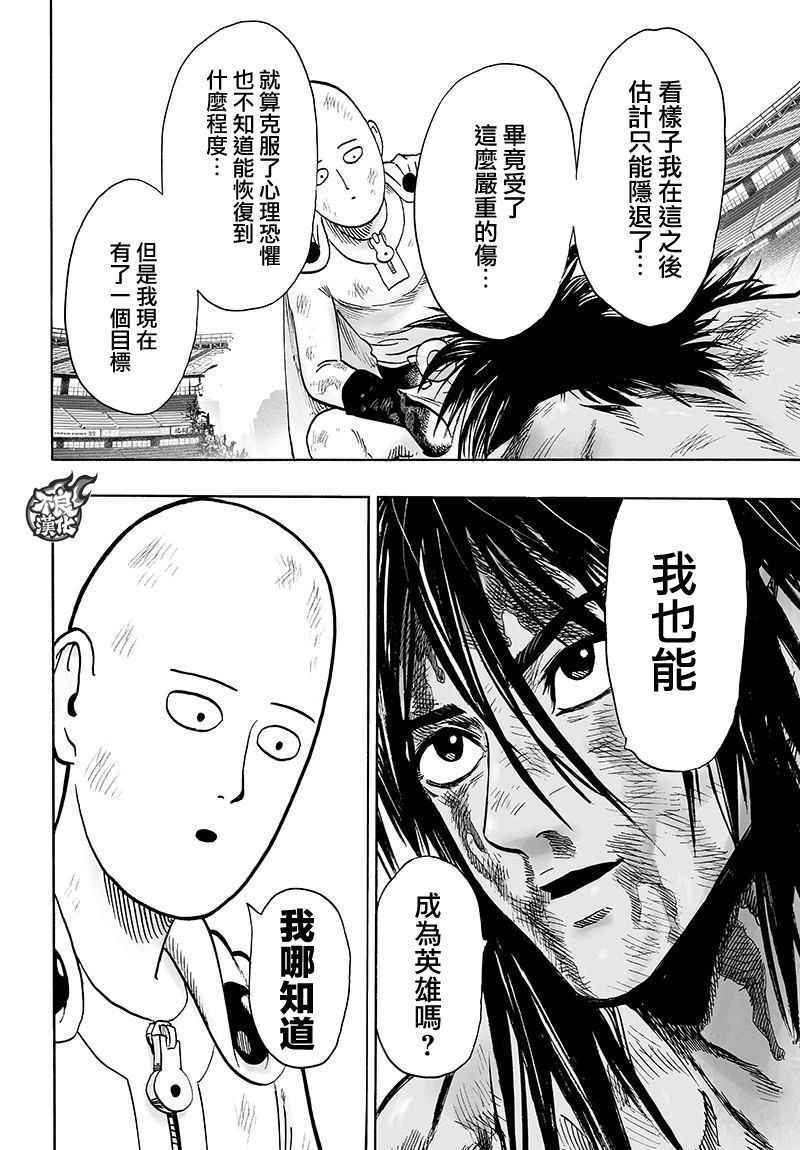 看樣子我在這之後
估計只能隱退了…
畢竟受了
這麼嚴重的傷…
就算克服了心理恐懼
也不知道能恢復到
什麼程度…
但是我現在
有了一個目標
我也能
成為英雄嗎?
我哪知道
狼
漢化